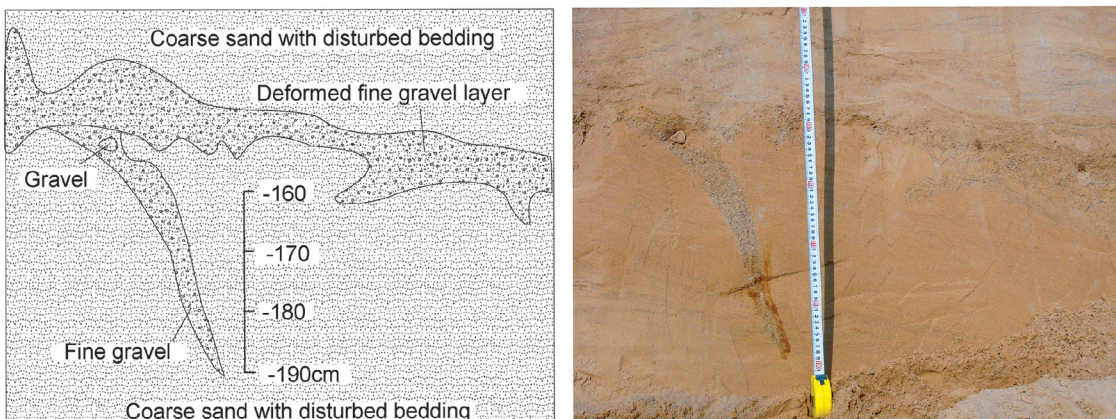 Coarse sand with disturbed bedding
Deformed fine gravel layer
Gravel
-160
-170
-180
Fine gravel
-190cm
Coarse sand with disturbed bedding